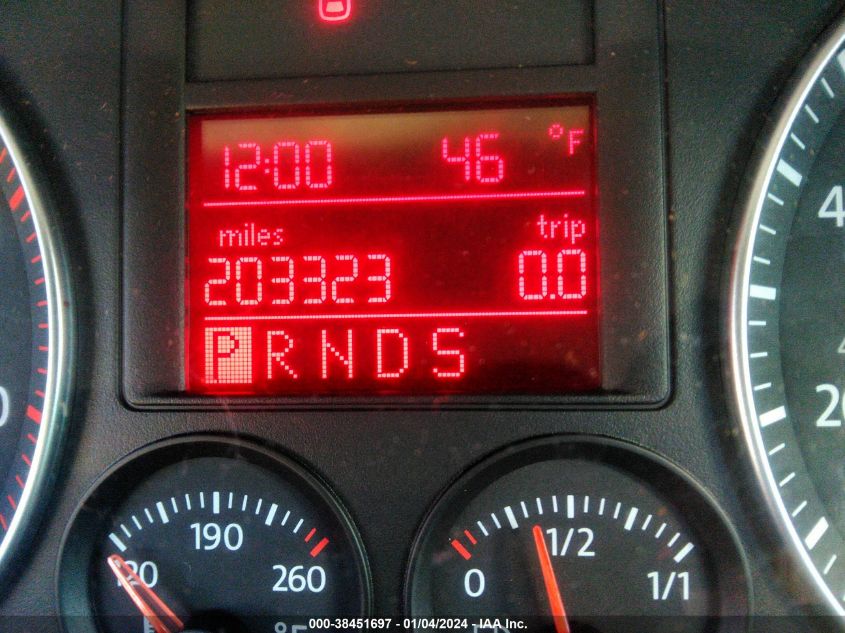 12:00 46 °F
miles trip
203323 0.0
P R N D S
190
260
°F
0 1/2 1/1
000-38451697 - 01/04/2024 - IAA Inc.